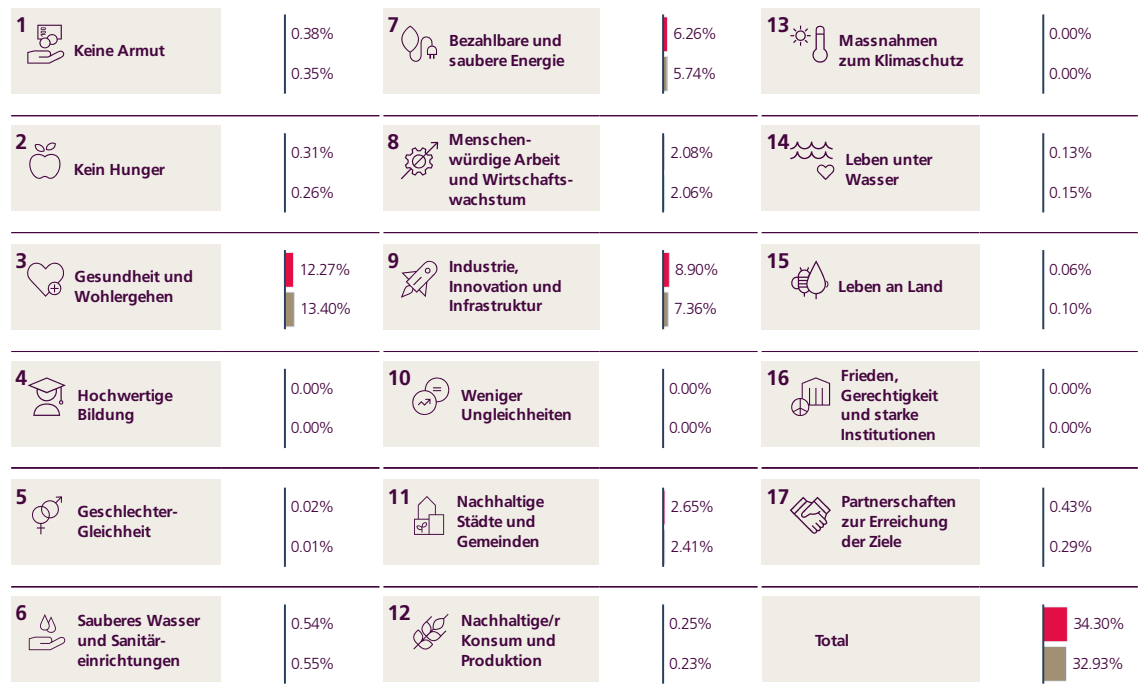 1
Keine Armut
0.38%
0.35%
2
Kein Hunger
0.31%
0.26%
3
Gesundheit und
Wohlergehen
12.27%
13.40%
4
Hochwertige
Bildung
0.00%
0.00%
5
Geschlechter-
Gleichheit
0.02%
0.01%
6
Sauberes Wasser
und Sanitär-
einrichtungen
0.54%
0.55%
7
Bezahlbare und
saubere Energie
6.26%
5.74%
8
Menschen-
würdige Arbeit
und Wirtschafts-
wachstum
2.08%
2.06%
9
Industrie,
Innovation und
Infrastruktur
8.90%
7.36%
10
Weniger
Ungleichheiten
0.00%
0.00%
11
Nachhaltige
Städte und
Gemeinden
2.65%
2.41%
12
Nachhaltige/r
Konsum und
Produktion
0.25%
0.23%
13
Massnahmen
zum Klimaschutz
0.00%
0.00%
14
Leben unter
Wasser
0.13%
0.15%
15
Leben an Land
0.06%
0.10%
16
Frieden,
Gerechtigkeit
und starke
Institutionen
0.00%
0.00%
17
Partnerschaften
zur Erreichung
der Ziele
0.43%
0.29%
Total
34.30%
32.93%